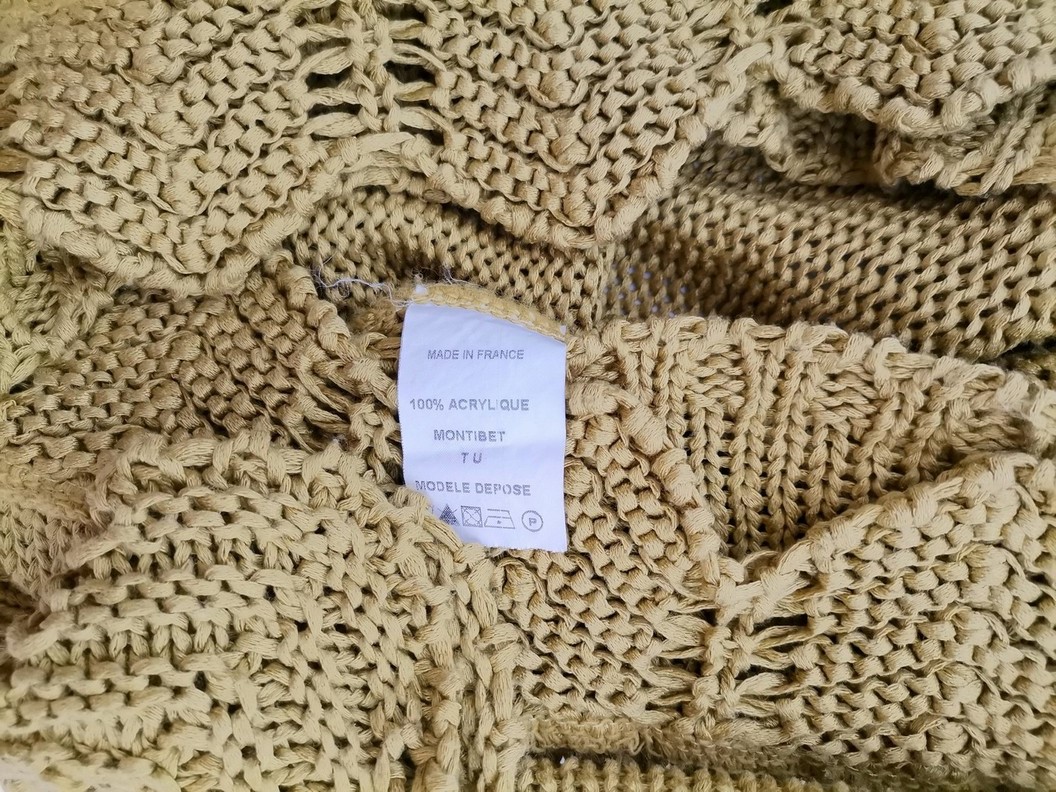 MADE IN FRANCE
100% ACRYLIQUE
MONTIBET
T U
MODELE DEPOSE
P